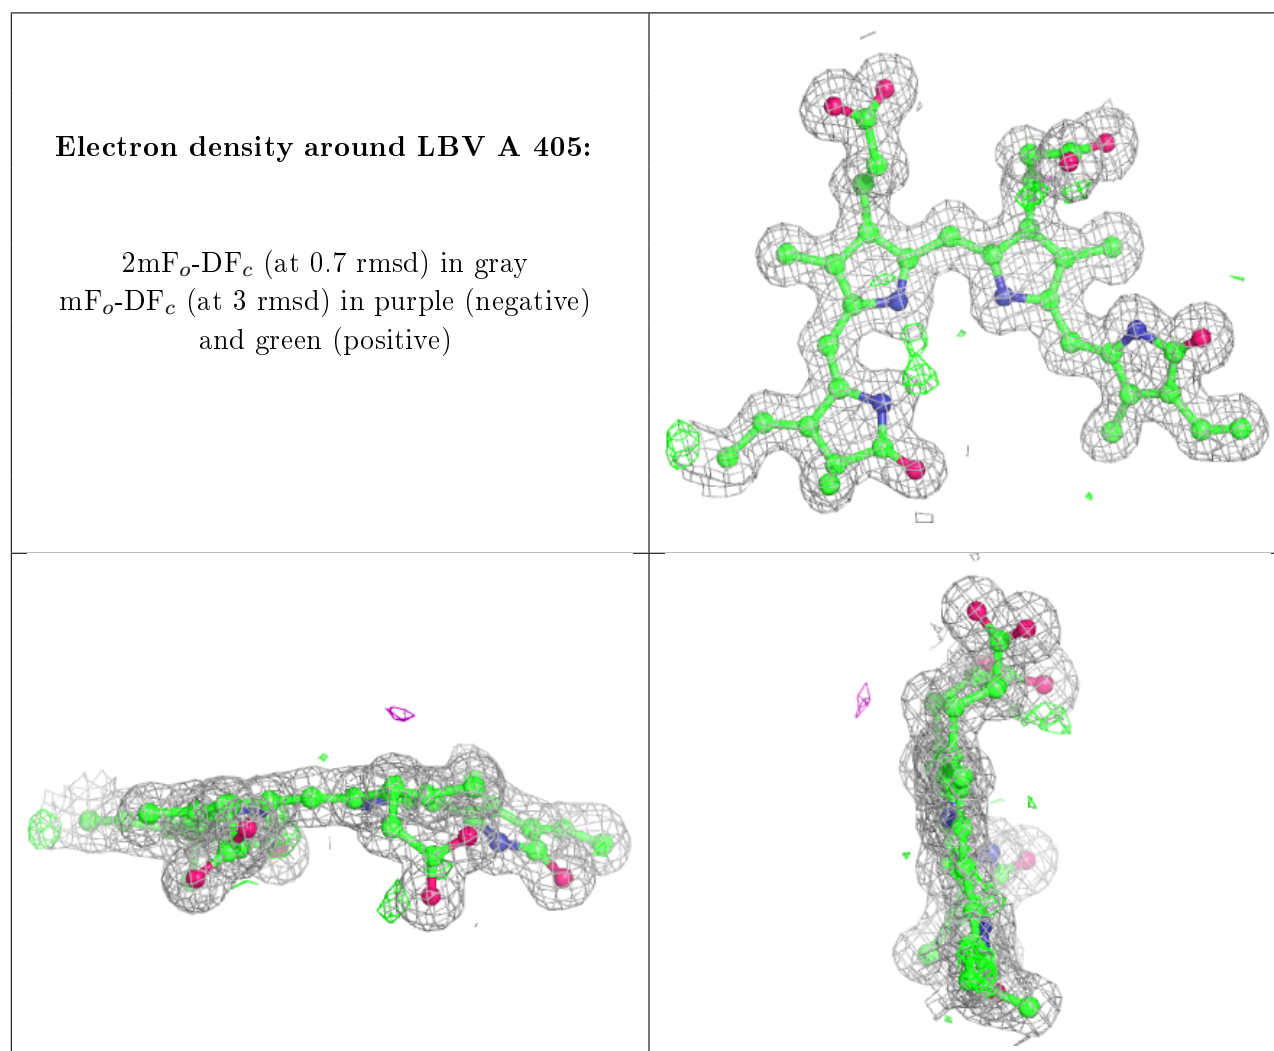 Electron density around LBV A 405:
2mFₒ-DF𝒸 (at 0.7 rmsd) in gray
mFₒ-DF𝒸 (at 3 rmsd) in purple (negative)
and green (positive)